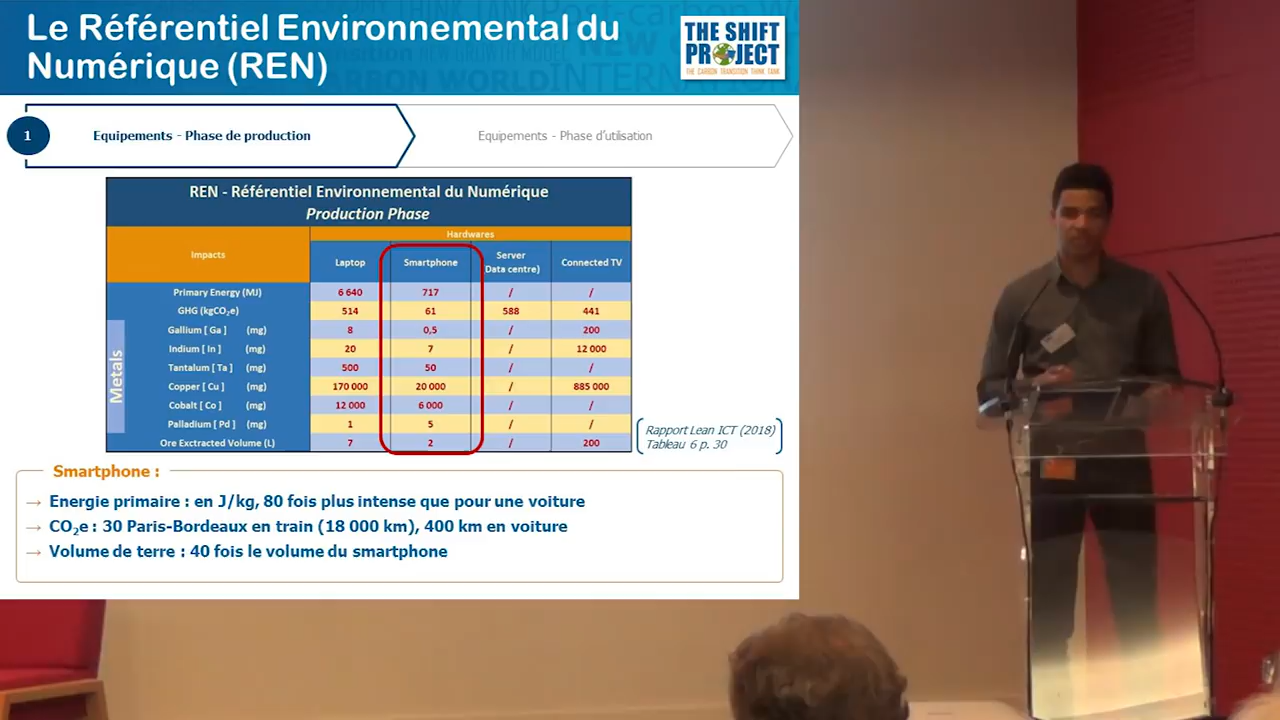 Le Référentiel Environnemental du
Numérique (REN)
THE SHIFT
PROJECT
THE CARBON TRANSITION THINK TANK
1
Equipements - Phase de production
Equipements - Phase d'utilisation
REN - Référentiel Environnemental du Numérique
Production Phase
Impacts
Hardwares
Laptop Smartphone Server (Data centre) Connected TV
Primary Energy (MJ) 6 640 717 / /
GHG (kgCO₂e) 514 61 588 441
Metals
Gallium [ Ga ] (mg) 8 0,5 / 200
Indium [ In ] (mg) 20 7 / 12 000
Tantalum [ Ta ] (mg) 500 50 / /
Copper [ Cu ] (mg) 170 000 20 000 / 885 000
Cobalt [ Co ] (mg) 12 000 6 000 / /
Palladium [ Pd ] (mg) 1 5 / /
Ore Exctracted Volume (L) 7 2 / 200
Rapport Lean ICT (2018)
Tableau 6 p. 30
Smartphone :
→ Energie primaire : en J/kg, 80 fois plus intense que pour une voiture
→ CO₂e : 30 Paris-Bordeaux en train (18 000 km), 400 km en voiture
→ Volume de terre : 40 fois le volume du smartphone